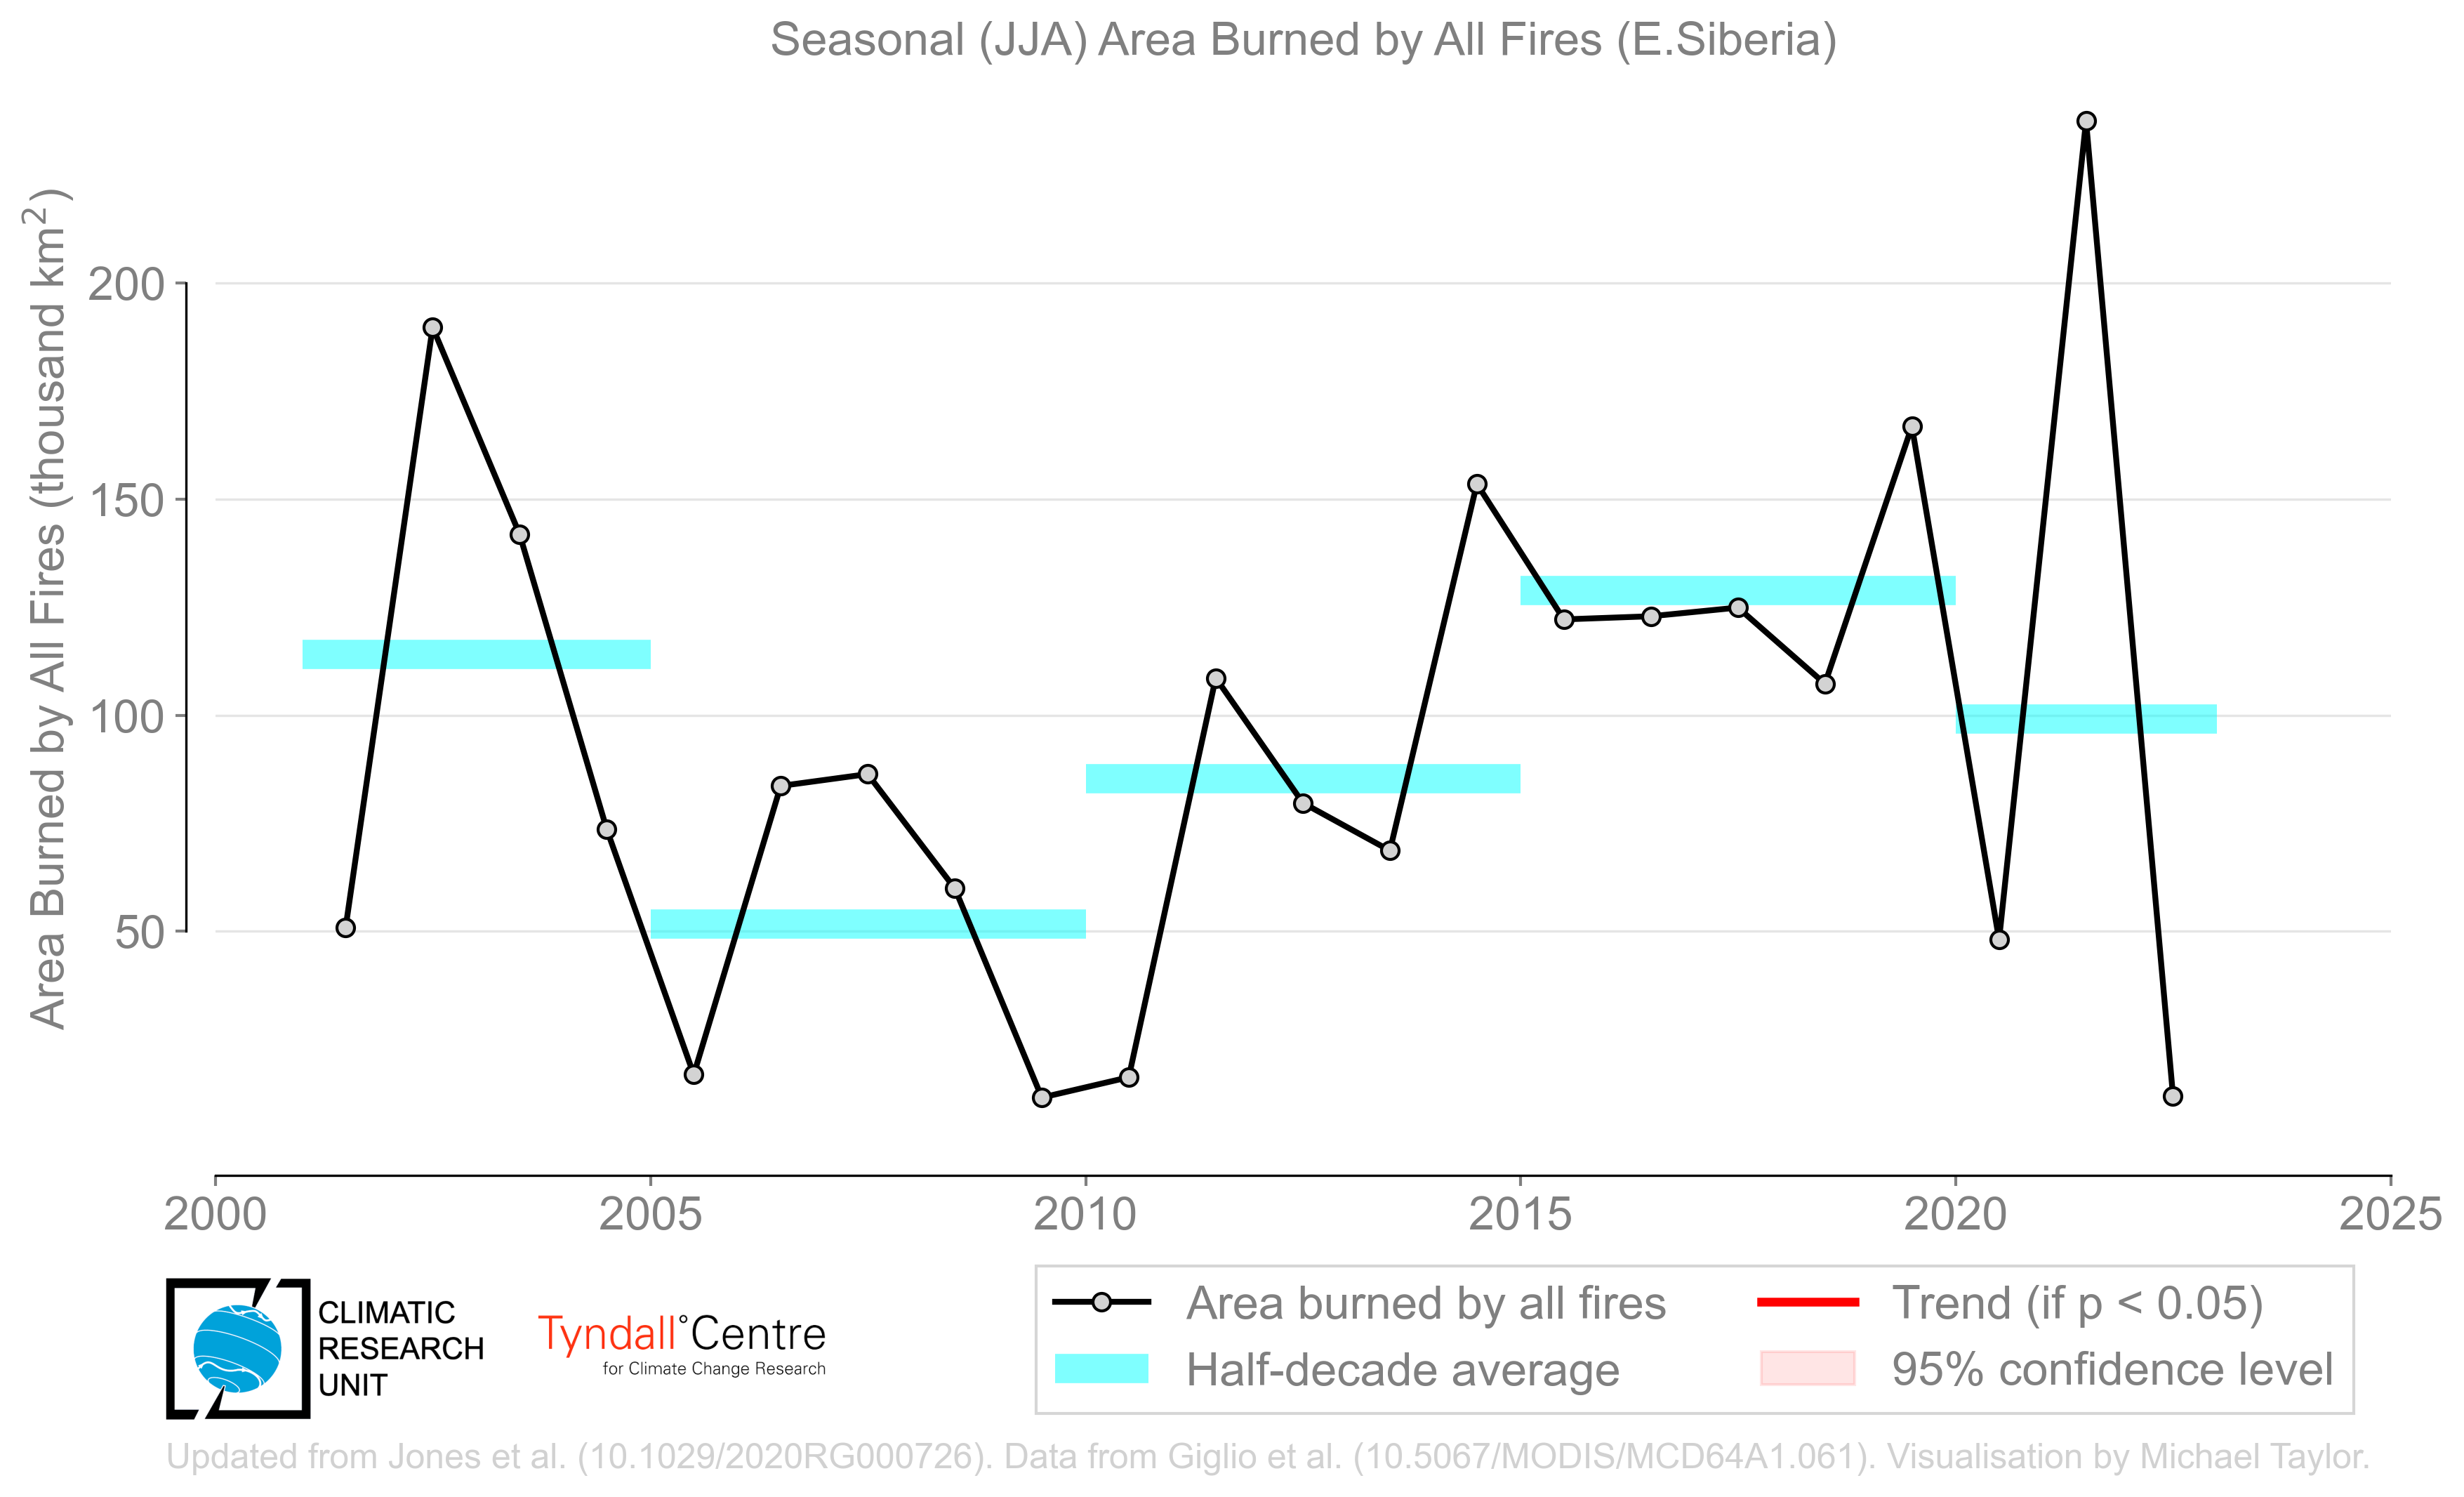 Seasonal (JJA) Area Burned by All Fires (E.Siberia)
Area Burned by All Fires (thousand km²)
200
150
100
50
2000 2005 2010 2015 2020 2025
CLIMATIC
RESEARCH
UNIT
Tyndall°Centre
for Climate Change Research
Area burned by all fires
Half-decade average
Trend (if p < 0.05)
95% confidence level
Updated from Jones et al. (10.1029/2020RG000726). Data from Giglio et al. (10.5067/MODIS/MCD64A1.061). Visualisation by Michael Taylor.